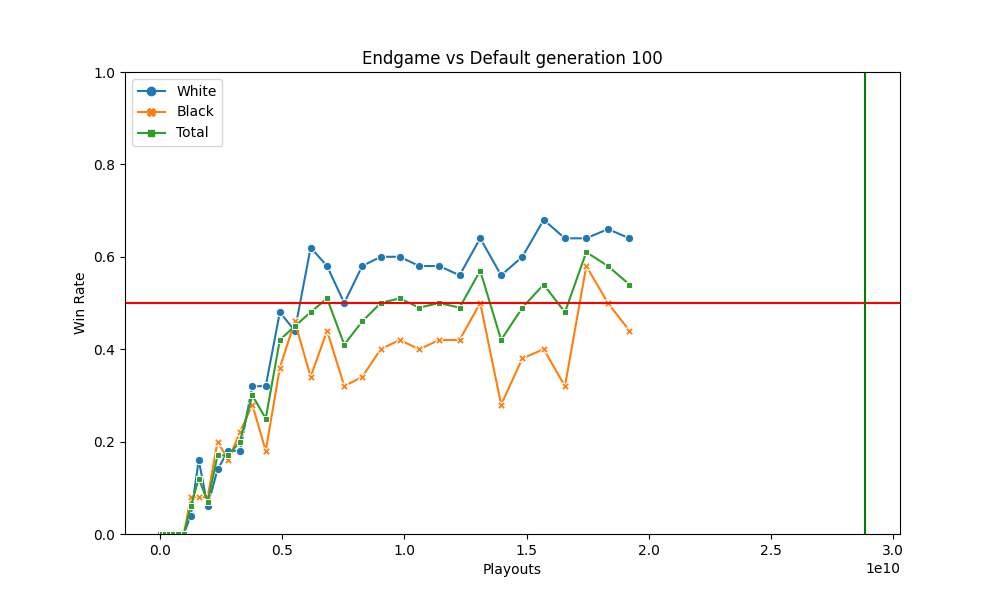 Endgame vs Default generation 100
White
Black
Total
1.0
0.8
0.6
0.4
0.2
0.0
Win Rate
0.0 0.5 1.0 1.5 2.0 2.5 3.0
Playouts
1e10